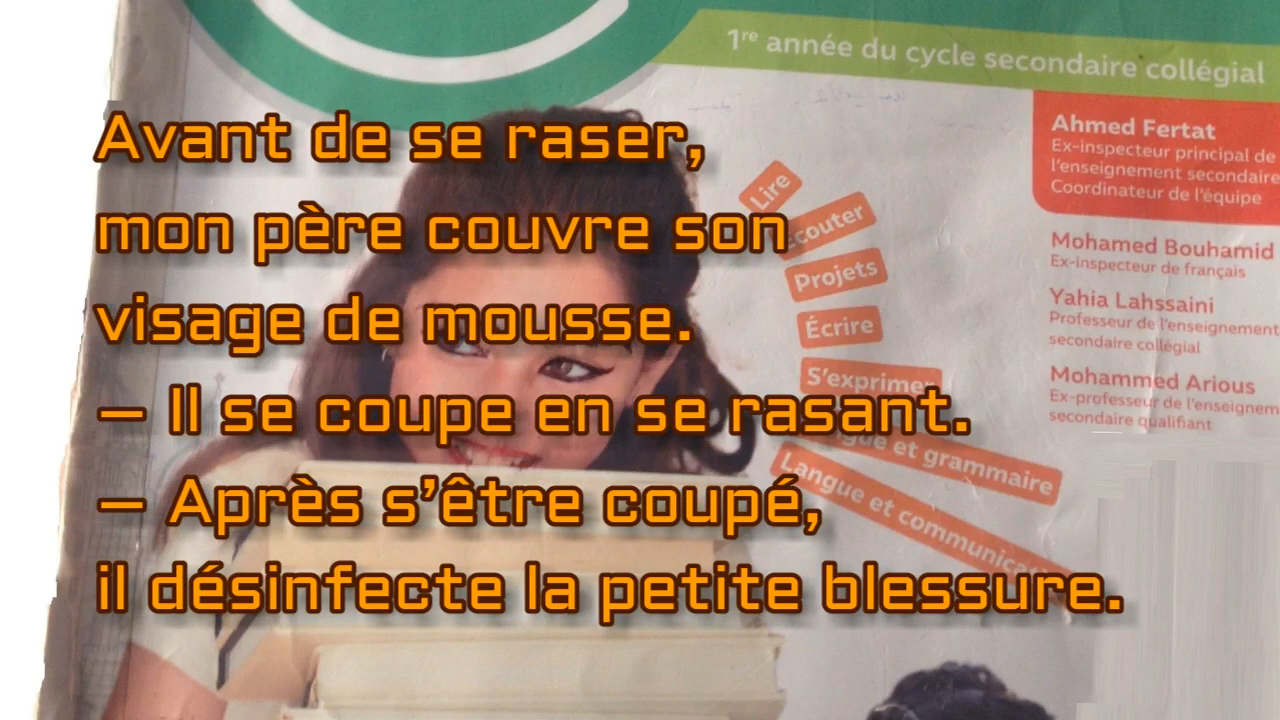 1re année du cycle secondaire collégial
Avant de se raser,
mon père couvre son
visage de mousse.
— Il se coupe en se rasant.
— Après s'être coupé,
il désinfecte la petite blessure.
Lire
Écouter
Projets
Écrire
S'exprimer
et grammaire
Langue et
Ahmed Fertat
Ex-inspecteur principal de
l'enseignement secondaire
Coordinateur de l'équipe
Mohamed Bouhamid
Ex-inspecteur de français
Yahia Lahssaini
Professeur de l'enseignement
secondaire collégial
Mohammed Arious
Ex-professeur de
secondaire qualifiant